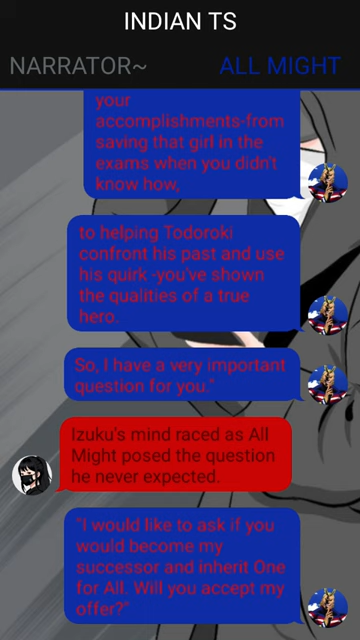 INDIAN TS
NARRATOR~ ALL MIGHT
your
accomplishments-from
saving that girl in the
exams when you didn't
know how,
to helping Todoroki
confront his past and use
his quirk -you've shown
the qualities of a true
hero.
So, I have a very important
question for you."
Izuku's mind raced as All
Might posed the question
he never expected.
"I would like to ask if you
would become my
successor and inherit One
for All. Will you accept my
offer?"